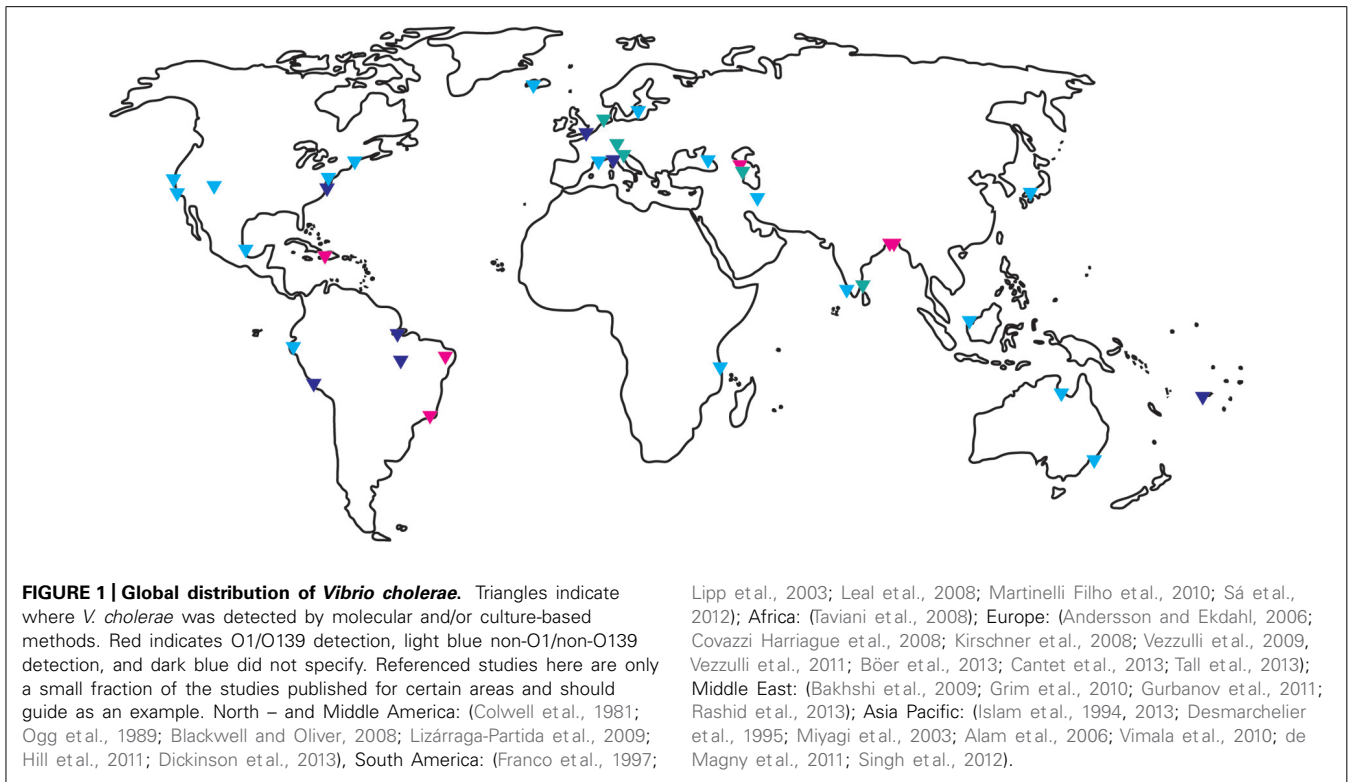 FIGURE 1 | Global distribution of Vibrio cholerae. Triangles indicate
where V. cholerae was detected by molecular and/or culture-based
methods. Red indicates O1/O139 detection, light blue non-O1/non-O139
detection, and dark blue did not specify. Referenced studies here are only
a small fraction of the studies published for certain areas and should
guide as an example. North – and Middle America: (Colwell et al., 1981;
Ogg et al., 1989; Blackwell and Oliver, 2008; Lizárraga-Partida et al., 2009;
Hill et al., 2011; Dickinson et al., 2013), South America: (Franco et al., 1997;
Lipp et al., 2003; Leal et al., 2008; Martinelli Filho et al., 2010; Sá et al.,
2012); Africa: (Taviani et al., 2008); Europe: (Andersson and Ekdahl, 2006;
Covazzi Harriague et al., 2008; Kirschner et al., 2008; Vezzulli et al., 2009,
Vezzulli et al., 2011; Böer et al., 2013; Cantet et al., 2013; Tall et al., 2013);
Middle East: (Bakhshi et al., 2009; Grim et al., 2010; Gurbanov et al., 2011;
Rashid et al., 2013); Asia Pacific: (Islam et al., 1994, 2013; Desmarchelier
et al., 1995; Miyagi et al., 2003; Alam et al., 2006; Vimala et al., 2010; de
Magny et al., 2011; Singh et al., 2012).